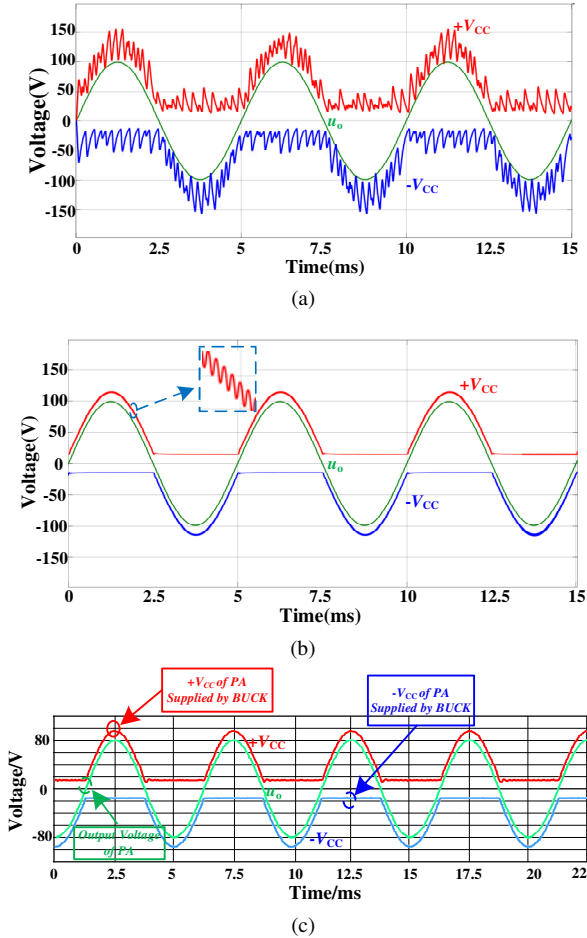 150
100
50
0
-50
-100
-150
Voltage(V)
+VCC
uo
-VCC
0 2.5 5 7.5 10 12.5 15
Time(ms)
(a)
150
100
50
0
-50
-100
-150
Voltage(V)
+VCC
uo
-VCC
0 2.5 5 7.5 10 12.5 15
Time(ms)
(b)
+VCC of PA
Supplied by BUCK
-VCC of PA
Supplied by BUCK
80
0
-80
Voltage/V
+VCC
uo
-VCC
Output Voltage
of PA
0 2.5 5 7.5 10 12.5 15 17.5 20 22
Time/ms
(c)